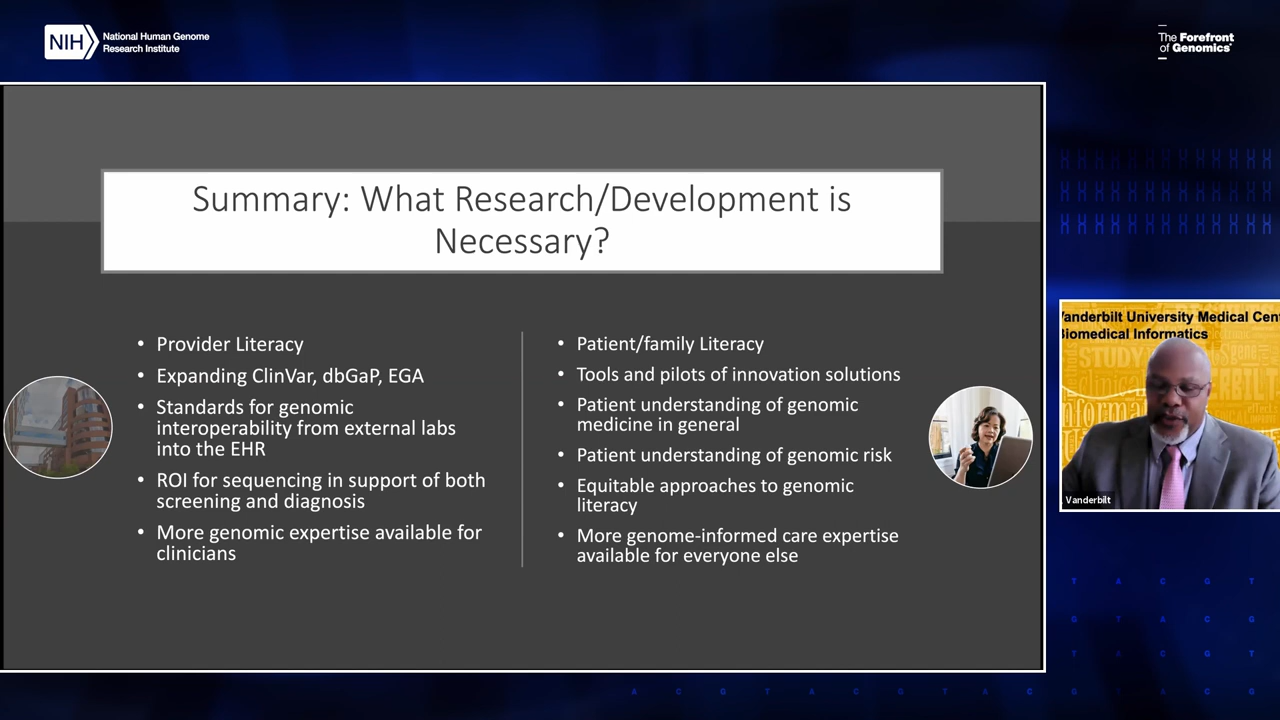 NIH
National Human Genome
Research Institute
The Forefront
of Genomics®
Summary: What Research/Development is
Necessary?
• Provider Literacy
• Expanding ClinVar, dbGaP, EGA
• Standards for genomic
interoperability from external labs
into the EHR
• ROI for sequencing in support of both
screening and diagnosis
• More genomic expertise available for
clinicians
• Patient/family Literacy
• Tools and pilots of innovation solutions
• Patient understanding of genomic
medicine in general
• Patient understanding of genomic risk
• Equitable approaches to genomic
literacy
• More genome-informed care expertise
available for everyone else
Vanderbilt University Medical Cen
Biomedical Informatics
STUDY
Vanderbilt
T A C G T
G T A C G
T A C G T
A C G T A C G T A C G T A C G